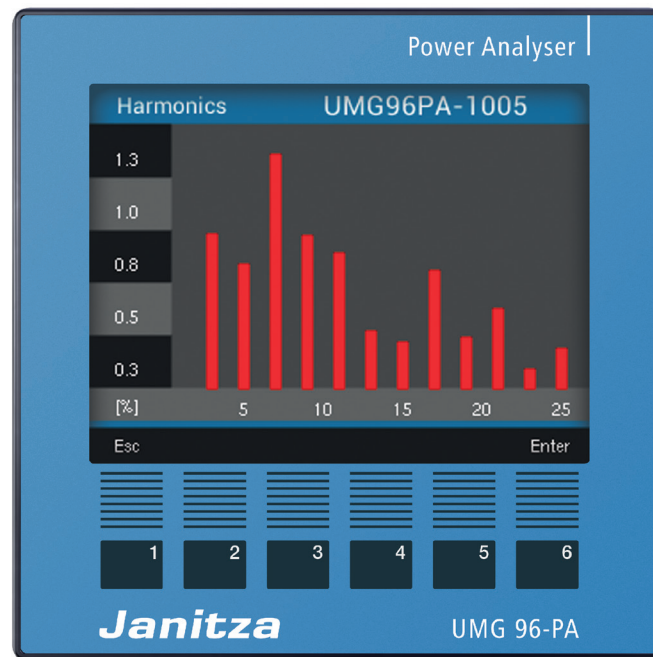 Power Analyser
Harmonics UMG96PA-1005
1.3
1.0
0.8
0.5
0.3
[%] 5 10 15 20 25
Esc Enter
1 2 3 4 5 6
Janitza UMG 96-PA